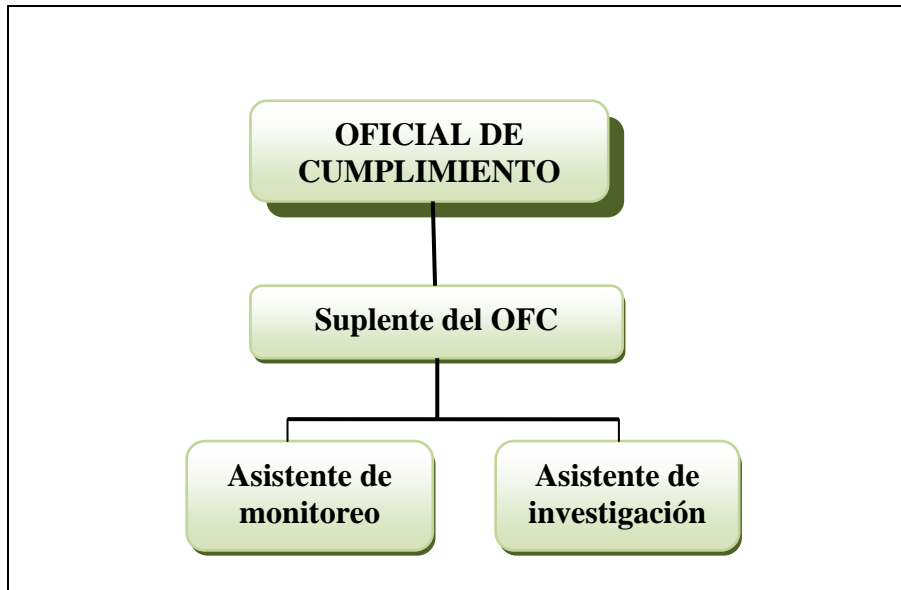 OFICIAL DE
CUMPLIMIENTO
Suplente del OFC
Asistente de
monitoreo
Asistente de
investigación